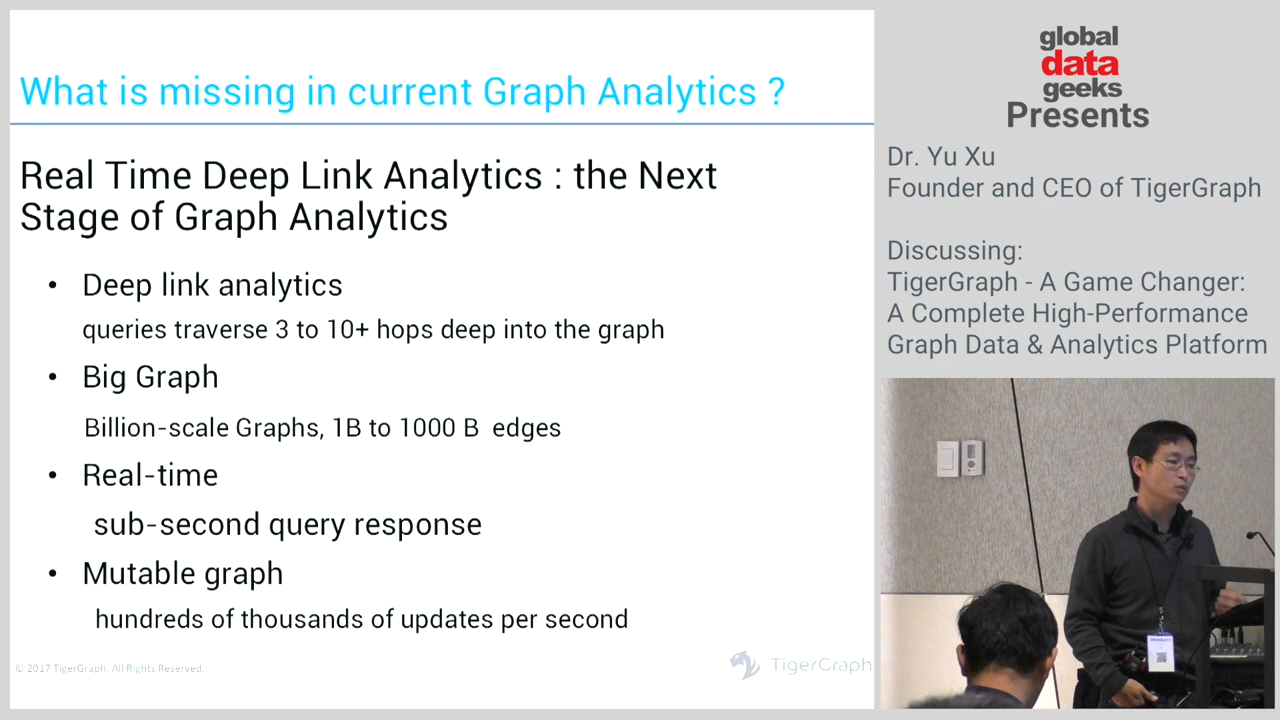 What is missing in current Graph Analytics ?
Real Time Deep Link Analytics : the Next
Stage of Graph Analytics
• Deep link analytics
queries traverse 3 to 10+ hops deep into the graph
• Big Graph
Billion-scale Graphs, 1B to 1000 B edges
• Real-time
sub-second query response
• Mutable graph
hundreds of thousands of updates per second
© 2017 TigerGraph. All Rights Reserved.
TigerGraph
global
data
geeks
Presents
Dr. Yu Xu
Founder and CEO of TigerGraph
Discussing:
TigerGraph - A Game Changer:
A Complete High-Performance
Graph Data & Analytics Platform